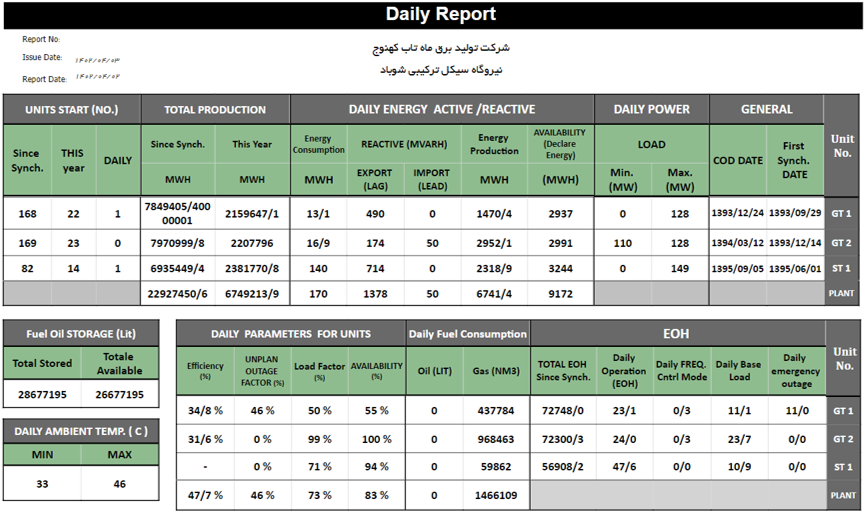 Daily Report
Report No:
شرکت تولید برق ماه تاب کهنوج
Issue Date: ۱۴۰۲/۰۴/۰۳
نیروگاه سیکل ترکیبی شوباد
Report Date: ۱۴۰۲/۰۴/۰۲
UNITS START (NO.) TOTAL PRODUCTION DAILY ENERGY ACTIVE /REACTIVE DAILY POWER GENERAL Unit No.
Since Synch. THIS year DAILY Since Synch. This Year Energy Consumption REACTIVE (MVARH) Energy Production AVAILABILITY (Declare Energy) LOAD COD DATE First Synch. DATE
MWH MWH MWH EXPORT (LAG) IMPORT (LEAD) MWH (MWH) Min. (MW) Max. (MW)
168 22 1 7849405/400 00001 2159647/1 13/1 490 0 1470/4 2937 0 128 1393/12/24 1393/09/29 GT 1
169 23 0 7970999/8 2207796 16/9 174 50 2952/1 2991 110 128 1394/03/12 1393/12/14 GT 2
82 14 1 6935449/4 2381770/8 140 714 0 2318/9 3244 0 149 1395/09/05 1395/06/01 ST 1
22927450/6 6749213/9 170 1378 50 6741/4 9172 PLANT
Fuel Oil STORAGE (Lit)
Total Stored Totale Available
28677195 26677195
DAILY AMBIENT TEMP. ( C )
MIN MAX
33 46
DAILY PARAMETERS FOR UNITS Daily Fuel Consumption EOH Unit No.
Efficiency (%) UNPLAN OUTAGE FACTOR (%) Load Factor (%) AVAILABILITY (%) Oil (LIT) Gas (NM3) TOTAL EOH Since Synch. Daily Operation (EOH) Daily FREQ. Cntrl Mode Daily Base Load Daily emergency outage
34/8 % 46 % 50 % 55 % 0 437784 72748/0 23/1 0/3 11/1 11/0 GT 1
31/6 % 0 % 99 % 100 % 0 968463 72300/3 24/0 0/3 23/7 0/0 GT 2
- 0 % 71 % 94 % 0 59862 56908/2 47/6 0/0 10/9 0/0 ST 1
47/7 % 46 % 73 % 83 % 0 1466109 PLANT